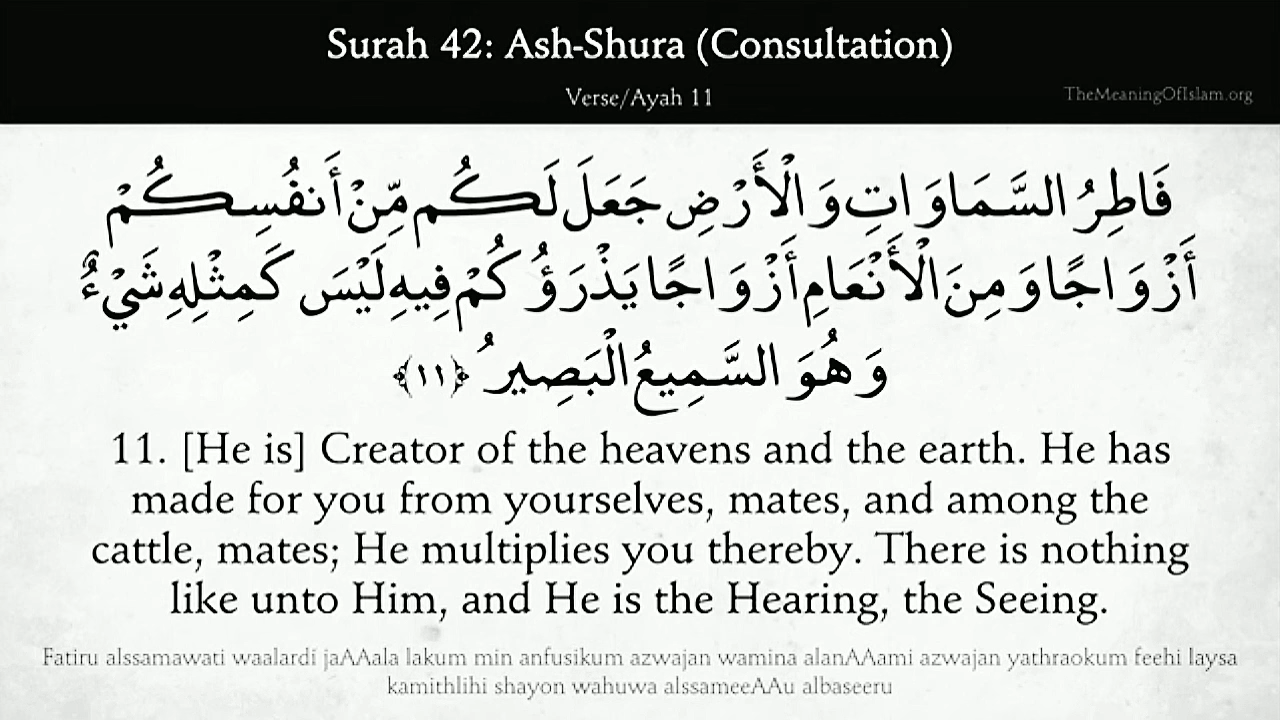 Surah 42: Ash-Shura (Consultation)
Verse/Ayah 11
TheMeaningOfIslam.org
فَاطِرُ السَّمَاوَاتِ وَالْأَرْضِ جَعَلَ لَكُم مِّنْ أَنفُسِكُمْ
أَزْوَاجًا وَمِنَ الْأَنْعَامِ أَزْوَاجًا يَذْرَؤُكُمْ فِيهِ لَيْسَ كَمِثْلِهِ شَيْءٌ
وَهُوَ السَّمِيعُ الْبَصِيرُ ﴿١١﴾
11. [He is] Creator of the heavens and the earth. He has
made for you from yourselves, mates, and among the
cattle, mates; He multiplies you thereby. There is nothing
like unto Him, and He is the Hearing, the Seeing.
Fatiru alssamawati waalardi jaAAala lakum min anfusikum azwajan wamina alanAAami azwajan yathraokum feehi laysa
kamithlihi shayon wahuwa alssameeAAu albaseeru